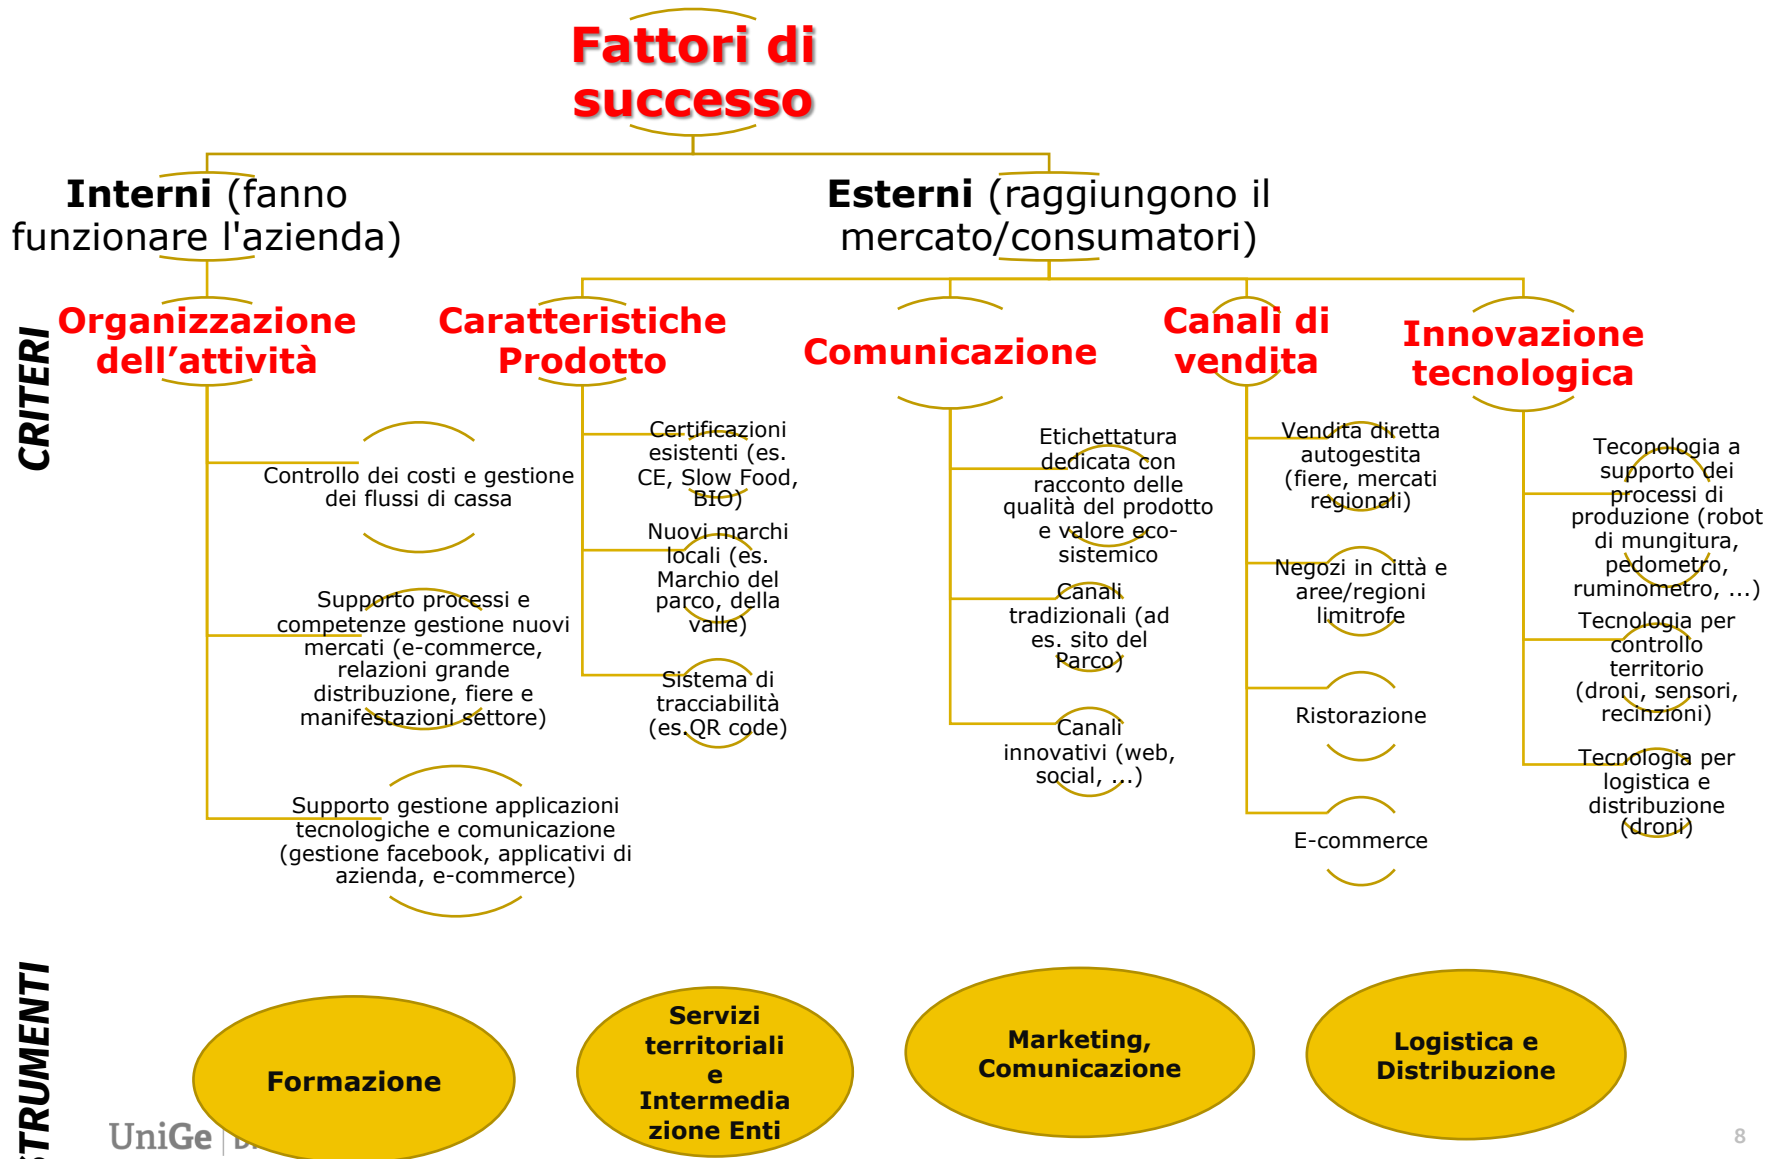 Fattori di
successo
Interni (fanno
funzionare l'azienda)
Esterni (raggiungono il
mercato/consumatori)
CRITERI
Organizzazione
dell’attività
Caratteristiche
Prodotto
Comunicazione
Canali di
vendita
Innovazione
tecnologica
Controllo dei costi e gestione
dei flussi di cassa
Supporto processi e
competenze gestione nuovi
mercati (e-commerce,
relazioni grande
distribuzione, fiere e
manifestazioni settore)
Supporto gestione applicazioni
tecnologiche e comunicazione
(gestione facebook, applicativi di
azienda, e-commerce)
Certificazioni
esistenti (es.
CE, Slow Food,
BIO)
Nuovi marchi
locali (es.
Marchio del
parco, della
valle)
Sistema di
tracciabilità
(es.QR code)
Etichettatura
dedicata con
racconto delle
qualità del prodotto
e valore eco-
sistemico
Canali
tradizionali (ad
es. sito del
Parco)
Canali
innovativi (web,
social, ...)
Vendita diretta
autogestita
(fiere, mercati
regionali)
Negozi in città e
aree/regioni
limitrofe
Ristorazione
E-commerce
Teconologia a
supporto dei
processi di
produzione (robot
di mungitura,
pedometro,
ruminometro, ...)
Tecnologia per
controllo
territorio
(droni, sensori,
recinzioni)
Tecnologia per
logistica e
distribuzione
(droni)
STRUMENTI
Formazione
Servizi
territoriali
e
Intermedia
zione Enti
Marketing,
Comunicazione
Logistica e
Distribuzione
UniGe
8